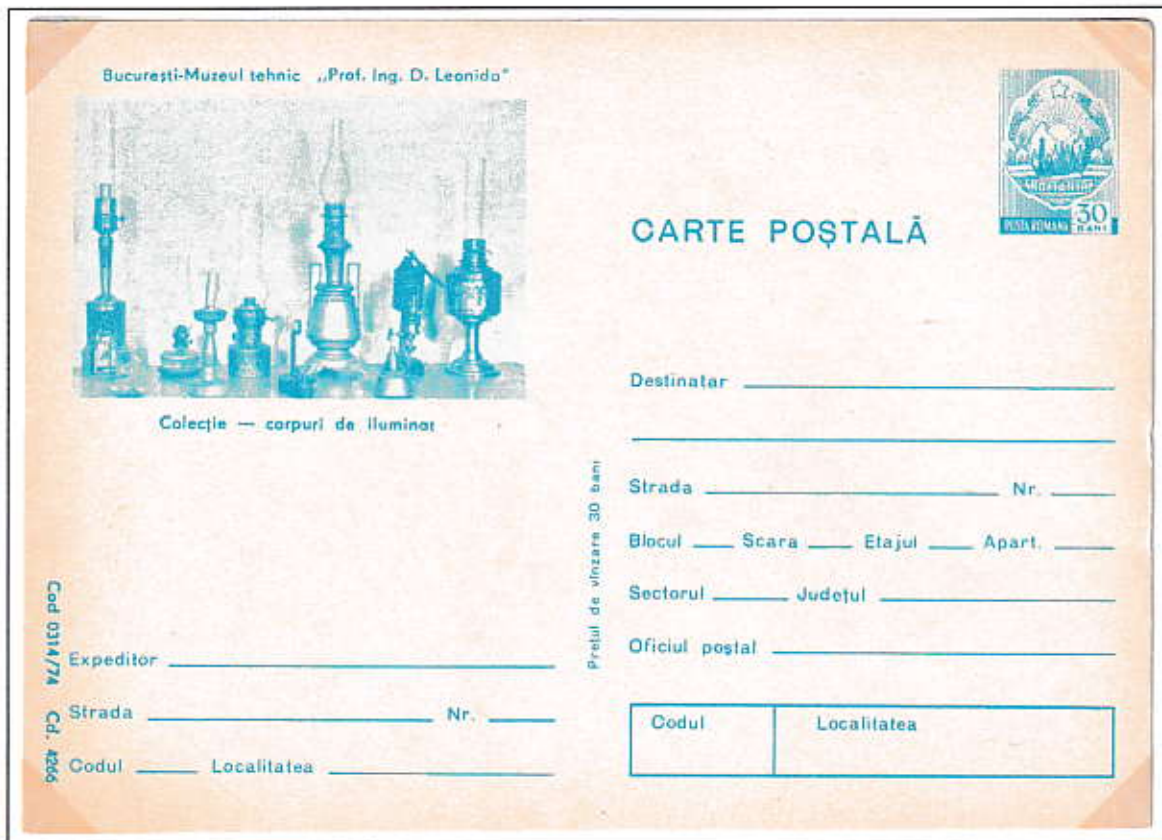 București-Muzeul tehnic „Prof. Ing. D. Leonida"
Colecție — corpuri de iluminat
POSTA ROMANA
30
BANI
CARTE POȘTALĂ
Destinatar
Strada Nr.
Blocul Scara Etajul Apart.
Sectorul Județul
Oficiul poștal
Codul Localitatea
Prețul de vînzare 30 bani
Expeditor
Strada Nr.
Codul Localitatea
Cod 0314/74 Cd. 4266